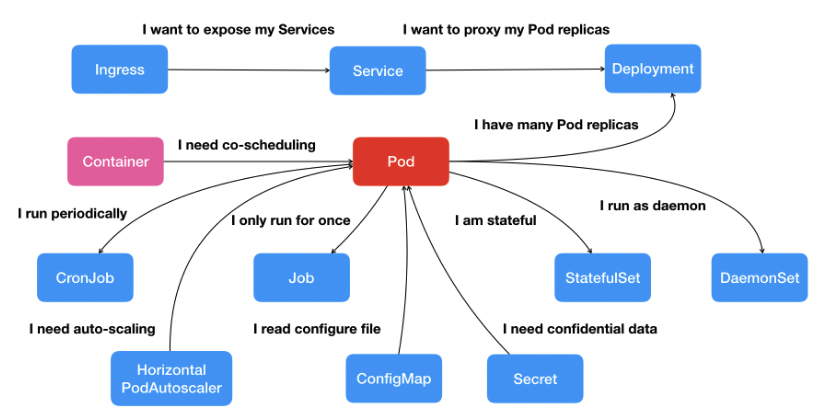 I want to expose my Services
I want to proxy my Pod replicas
Ingress
Service
Deployment
I have many Pod replicas
I need co-scheduling
Container
Pod
I run periodically
I only run for once
I am stateful
I run as daemon
CronJob
Job
StatefulSet
DaemonSet
I need auto-scaling
I read configure file
I need confidential data
Horizontal
PodAutoscaler
ConfigMap
Secret